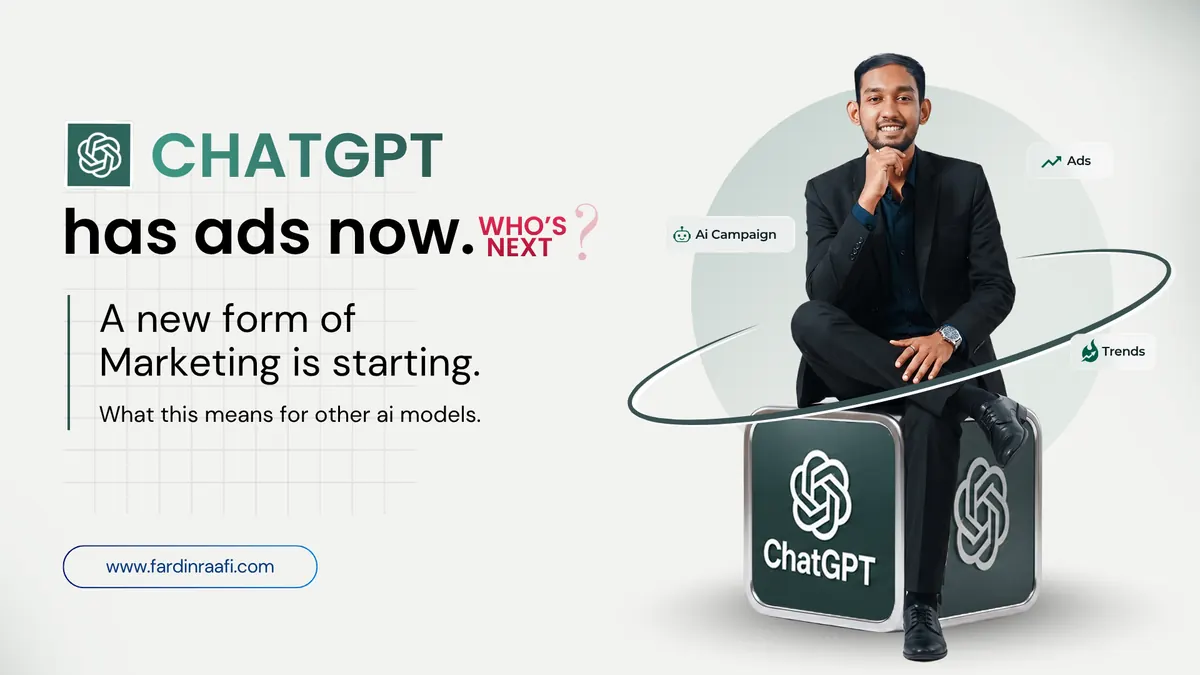 CHATGPT
has ads now.
WHO'S
NEXT?
A new form of
Marketing is starting.
What this means for other ai models.
www.fardinraafi.com
Ads
Ai Campaign
Trends
ChatGPT